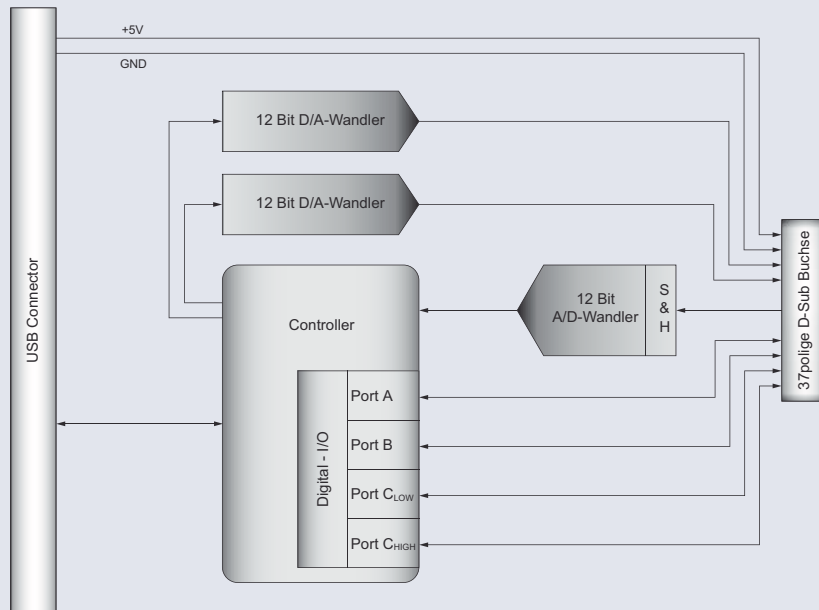 +5V
GND
12 Bit D/A-Wandler
12 Bit D/A-Wandler
USB Connector
Controller
12 Bit
A/D-Wandler
S
&
H
37polige D-Sub Buchse
Digital - I/O
Port A
Port B
Port CLOW
Port CHIGH